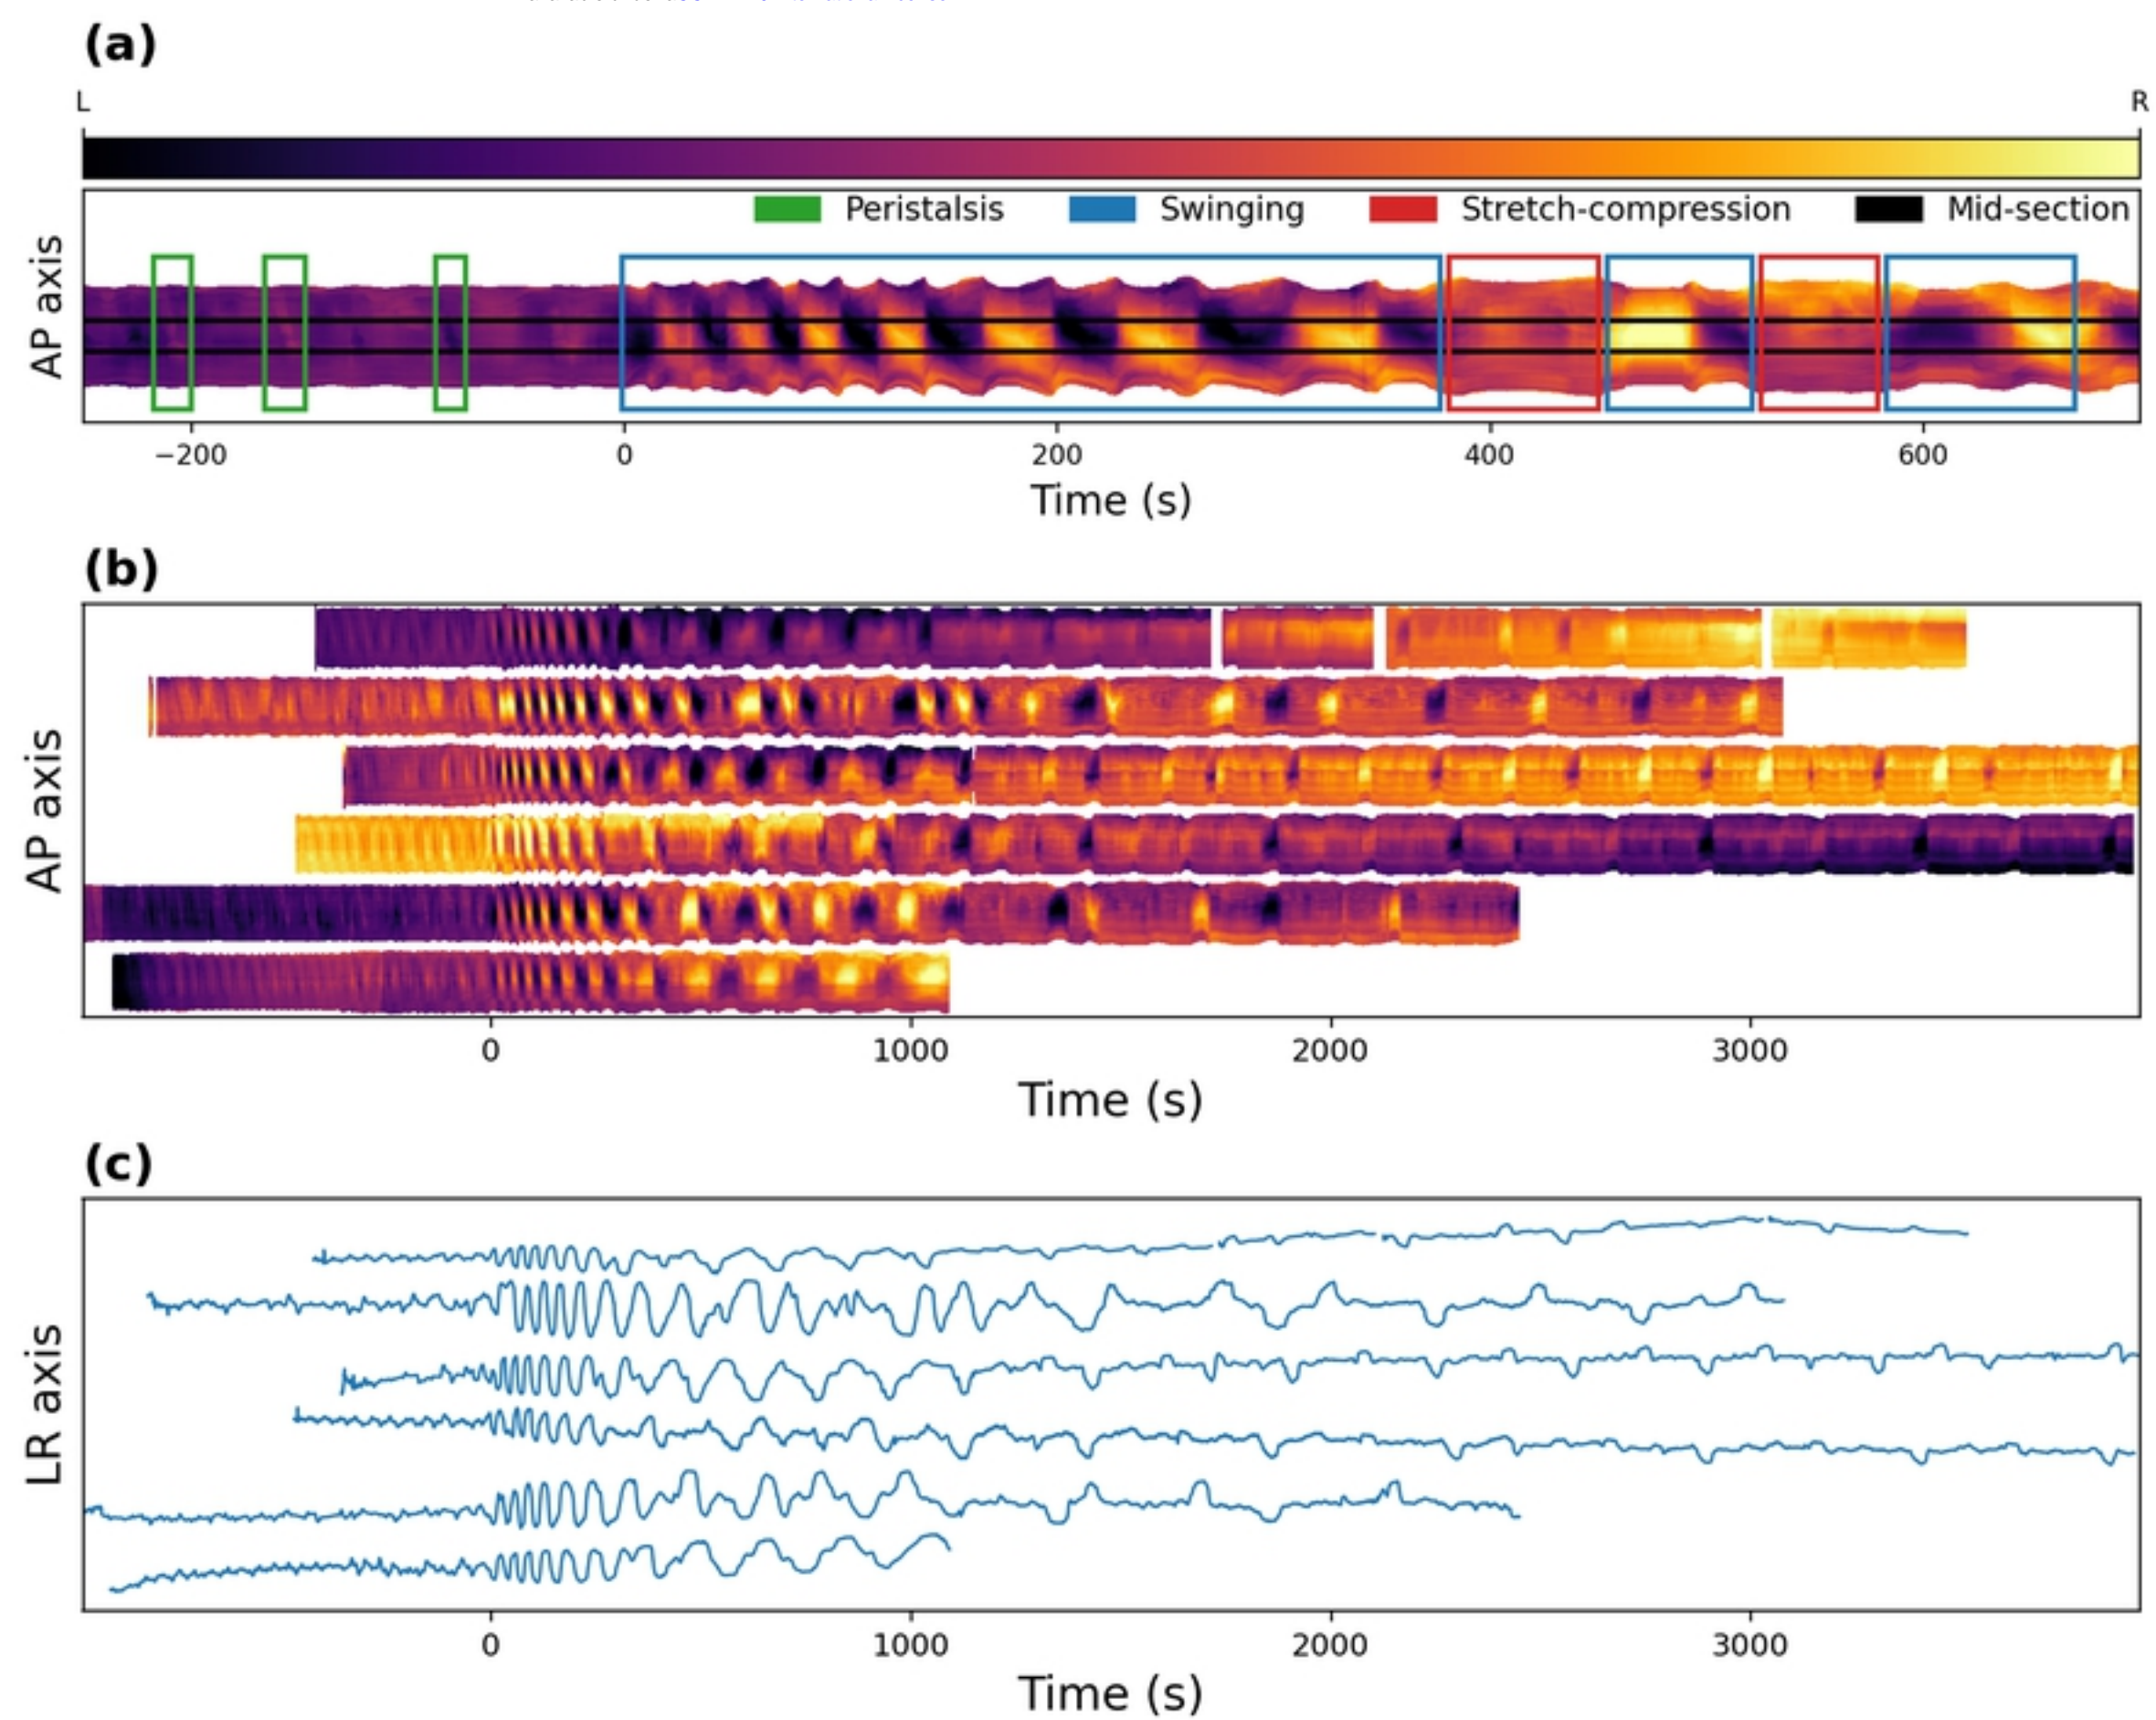 (a)
L R
Peristalsis Swinging Stretch-compression Mid-section
AP axis
−200 0 200 400 600
Time (s)
(b)
AP axis
0 1000 2000 3000
Time (s)
(c)
LR axis
0 1000 2000 3000
Time (s)